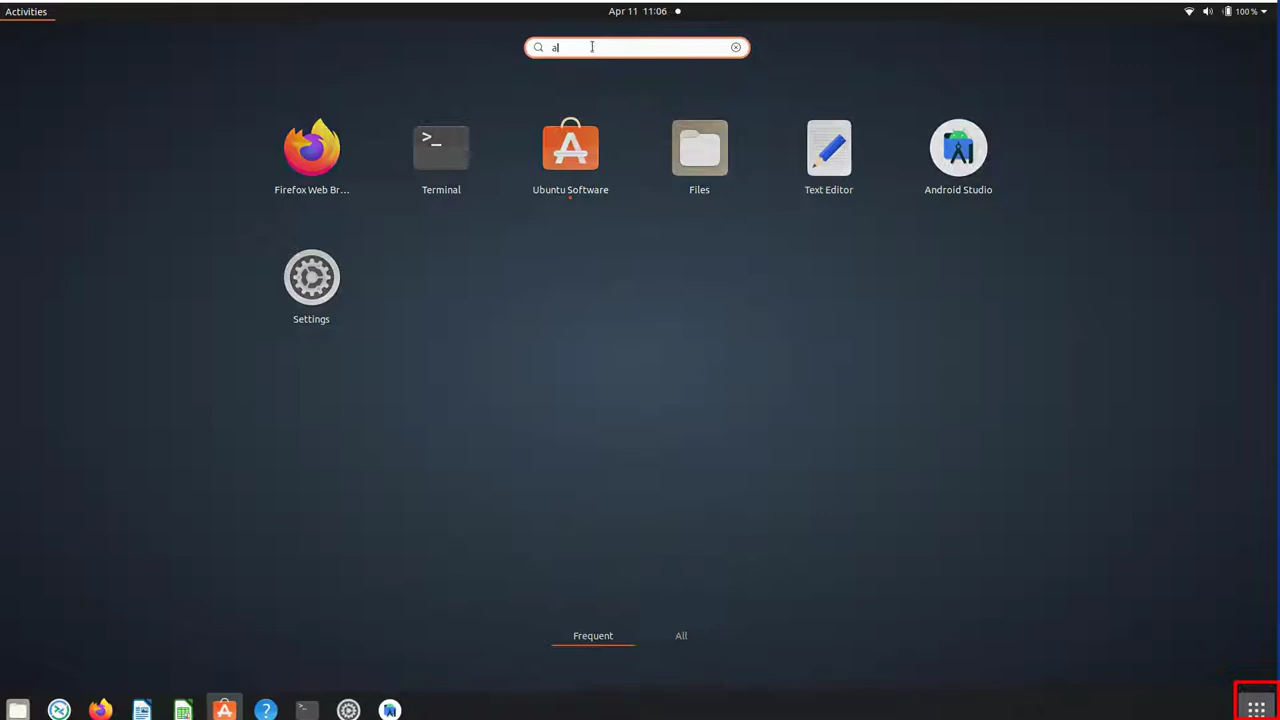 Activities
Apr 11 11:06
100 %
al
Firefox Web Br...
Terminal
Ubuntu Software
Files
Text Editor
Android Studio
Settings
Frequent
All